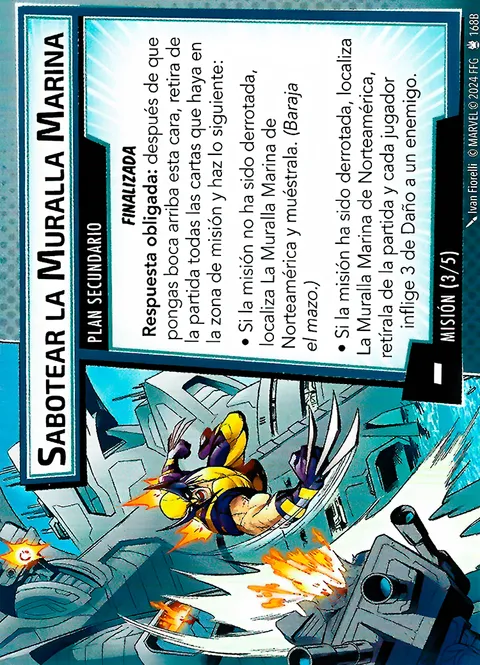 SABOTEAR LA MURALLA MARINA
PLAN SECUNDARIO
FINALIZADA
Respuesta obligada: después de que
pongas boca arriba esta cara, retira de
la partida todas las cartas que haya en
la zona de misión y haz lo siguiente:
• Si la misión no ha sido derrotada,
localiza La Muralla Marina de
Norteamérica y muéstrala. (Baraja
el mazo.)
• Si la misión ha sido derrotada, localiza
La Muralla Marina de Norteamérica,
retírala de la partida y cada jugador
inflige 3 de Daño a un enemigo.
–
MISIÓN (3/5)
Ivan Fiorelli © MARVEL © 2024 FFG 168B